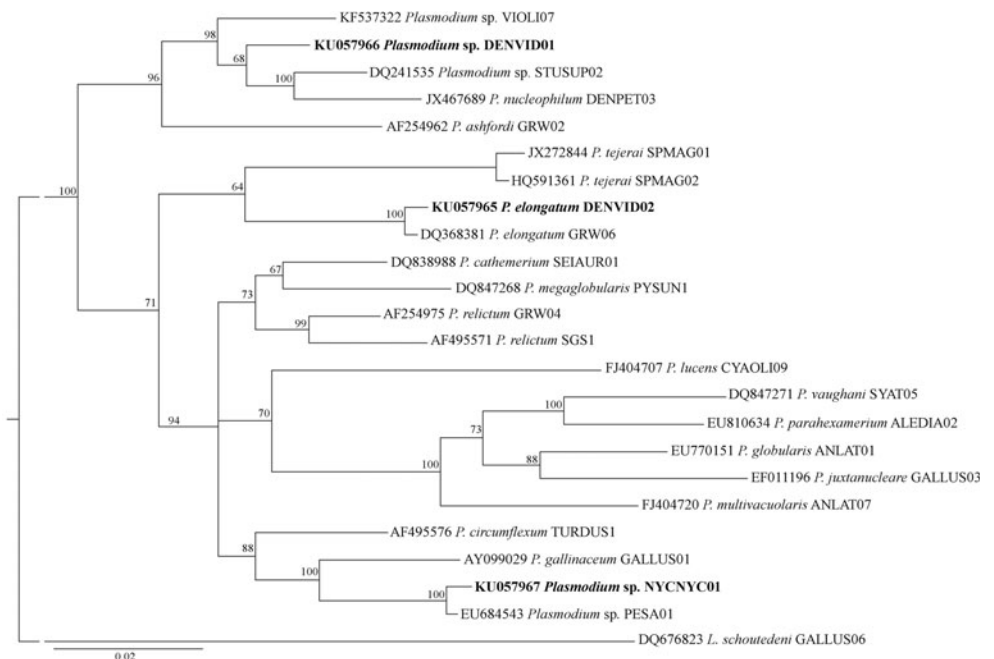 KF537322 Plasmodium sp. VIOLI07
98
KU057966 Plasmodium sp. DENVID01
68
DQ241535 Plasmodium sp. STUSUP02
96
100
JX467689 P. nucleophilum DENPET03
AF254962 P. ashfordi GRW02
JX272844 P. tejerai SPMAG01
HQ591361 P. tejerai SPMAG02
100
64
KU057965 P. elongatum DENVID02
100
DQ368381 P. elongatum GRW06
DQ838988 P. cathemerium SEIAUR01
67
DQ847268 P. megaglobularis PYSUN1
71
73
AF254975 P. relictum GRW04
99
AF495571 P. relictum SGS1
FJ404707 P. lucens CYAOLI09
DQ847271 P. vaughani SYAT05
100
94
70
EU810634 P. parahexamerium ALEDIA02
73
EU770151 P. globularis ANLAT01
88
100
EF011196 P. juxtanucleare GALLUS03
FJ404720 P. multivacuolaris ANLAT07
AF495576 P. circumflexum TURDUS1
88
AY099029 P. gallinaceum GALLUS01
100
KU057967 Plasmodium sp. NYCNYC01
100
EU684543 Plasmodium sp. PESA01
DQ676823 L. schoutedeni GALLUS06
0.02